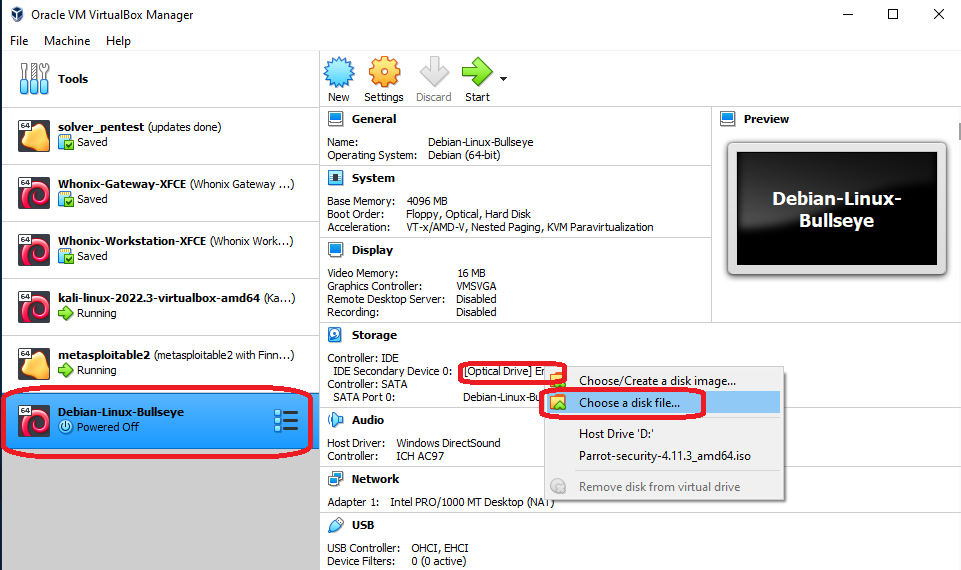 Oracle VM VirtualBox Manager
File Machine Help
Tools
New Settings Discard Start
64 solver_pentest (updates done)
Saved
64 Whonix-Gateway-XFCE (Whonix Gateway ...)
Saved
64 Whonix-Workstation-XFCE (Whonix Work...)
Saved
64 kali-linux-2022.3-virtualbox-amd64 (Ka...)
Running
64 metasploitable2 (metasploitable2 with Finn...)
Running
64 Debian-Linux-Bullseye
Powered Off
General
Name: Debian-Linux-Bullseye
Operating System: Debian (64-bit)
System
Base Memory: 4096 MB
Boot Order: Floppy, Optical, Hard Disk
Acceleration: VT-x/AMD-V, Nested Paging, KVM Paravirtualization
Display
Video Memory: 16 MB
Graphics Controller: VMSVGA
Remote Desktop Server: Disabled
Recording: Disabled
Storage
Controller: IDE
IDE Secondary Device 0: [Optical Drive] Em
Controller: SATA
SATA Port 0: Debian-Linux-Bu
Audio
Host Driver: Windows DirectSound
Controller: ICH AC97
Network
Adapter 1: Intel PRO/1000 MT Desktop (NAT)
USB
USB Controller: OHCI, EHCI
Device Filters: 0 (0 active)
Preview
Debian-Linux-
Bullseye
Choose/Create a disk image...
Choose a disk file...
Host Drive 'D:'
Parrot-security-4.11.3_amd64.iso
Remove disk from virtual drive